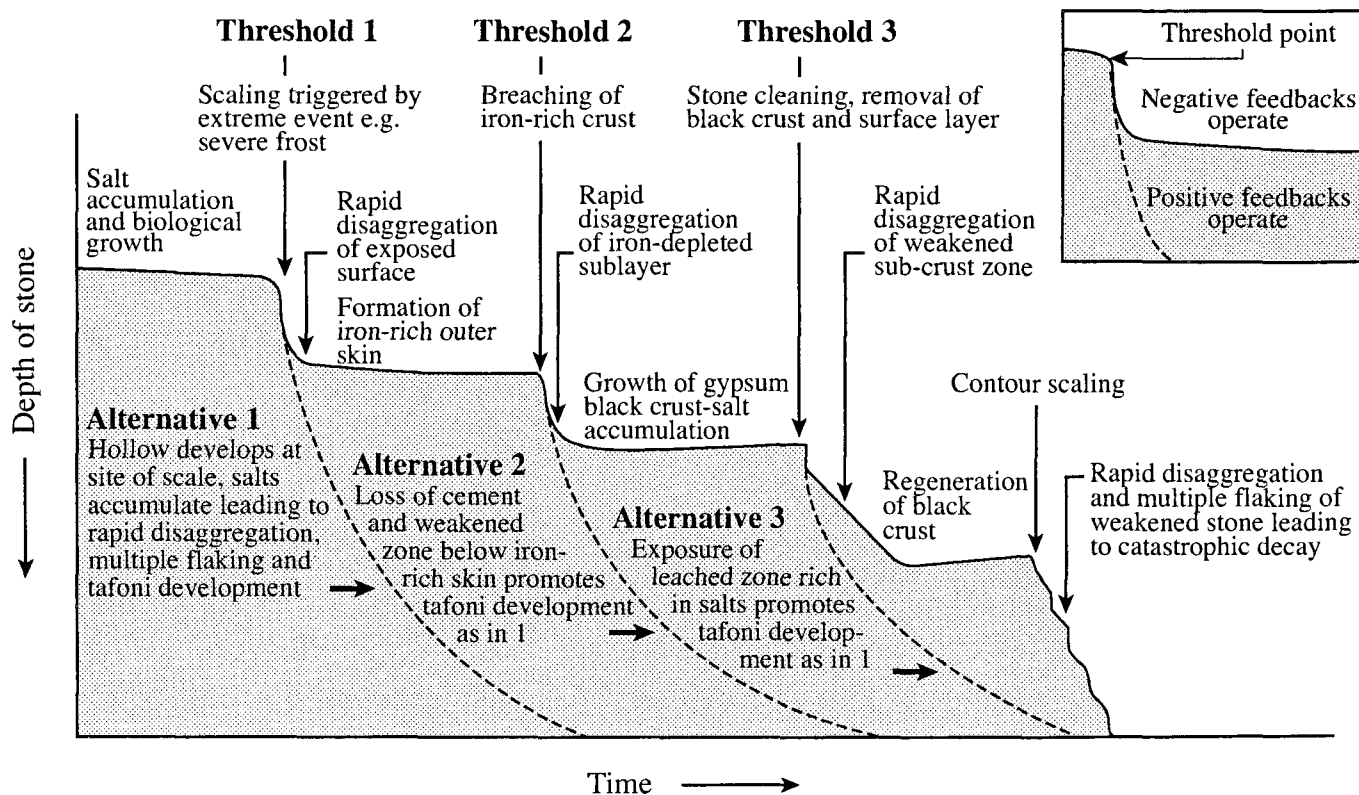 Threshold 1
Scaling triggered by
extreme event e.g.
severe frost
Threshold 2
Breaching of
iron-rich crust
Threshold 3
Stone cleaning, removal of
black crust and surface layer
Threshold point
Negative feedbacks
operate
Positive feedbacks
operate
Salt
accumulation
and biological
growth
Rapid
disaggregation
of exposed
surface
Formation of
iron-rich outer
skin
Rapid
disaggregation
of iron-depleted
sublayer
Growth of gypsum
black crust-salt
accumulation
Rapid
disaggregation
of weakened
sub-crust zone
Regeneration
of black
crust
Contour scaling
Rapid disaggregation
and multiple flaking of
weakened stone leading
to catastrophic decay
Alternative 1
Hollow develops at
site of scale, salts
accumulate leading to
rapid disaggregation,
multiple flaking and
tafoni development
Alternative 2
Loss of cement
and weakened
zone below iron-
rich skin promotes
tafoni development
as in 1
Alternative 3
Exposure of
leached zone rich
in salts promotes
tafoni develop-
ment as in 1
Depth of stone
Time